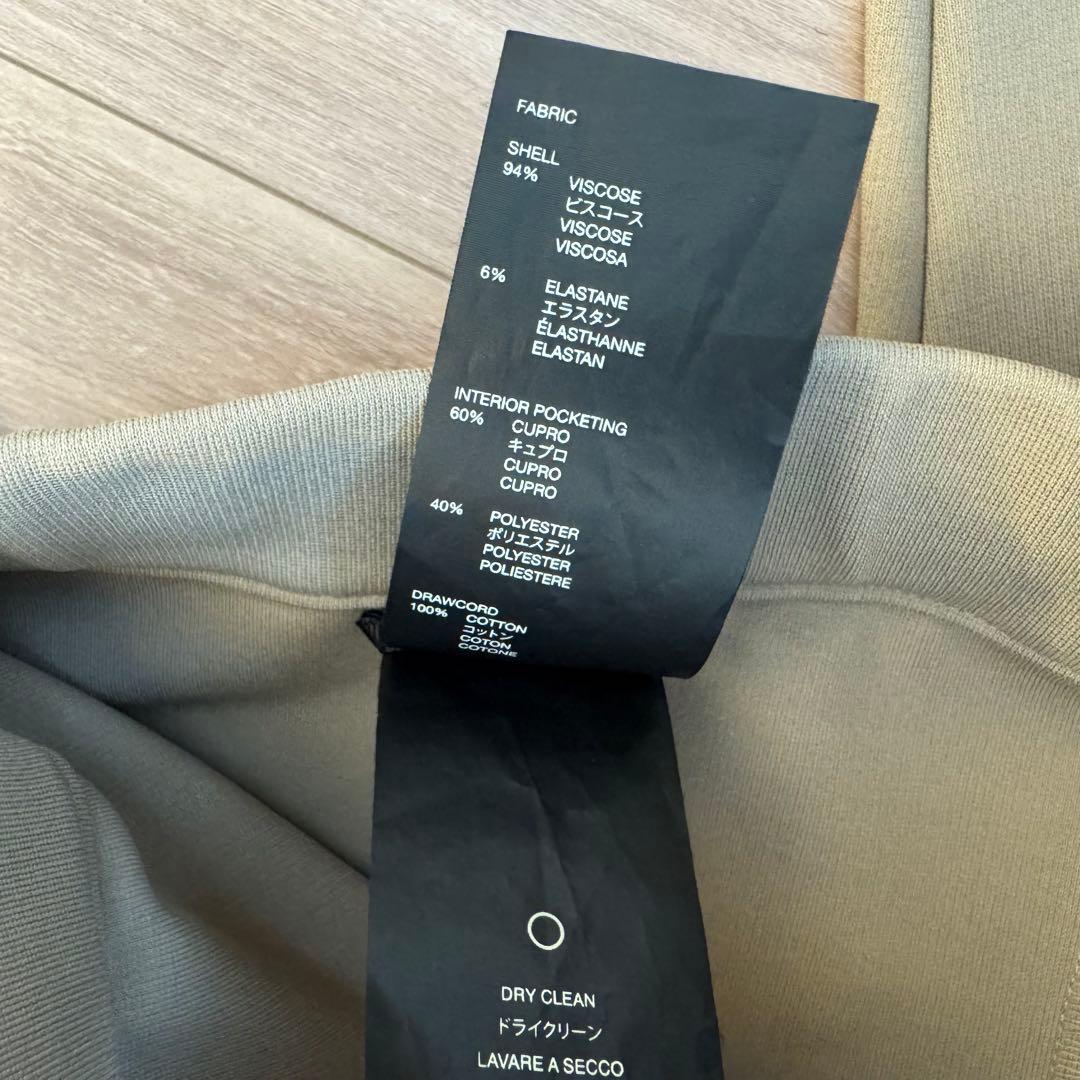 FABRIC
SHELL
94% VISCOSE
ビスコース
VISCOSE
VISCOSA
6% ELASTANE
エラスタン
ÉLASTHANNE
ELASTAN
INTERIOR POCKETING
60% CUPRO
キュプロ
CUPRO
CUPRO
40% POLYESTER
ポリエステル
POLYESTER
POLIESTERE
DRAWCORD
100% COTTON
コットン
COTON
COTONE
DRY CLEAN
ドライクリーン
LAVARE A SECCO